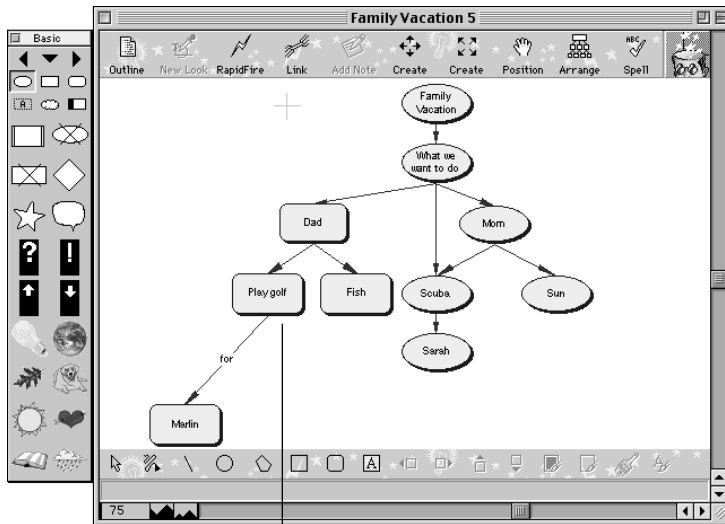 Family Vacation 5
Basic
Outline New Look RapidFire Link Add Note Create Create Position Arrange Spell
ABC
A
Family
Vacation
What we
want to do
Dad
Mom
Play golf
Fish
Scuba
Sun
Sarah
for
Marlin
?
!
A
75